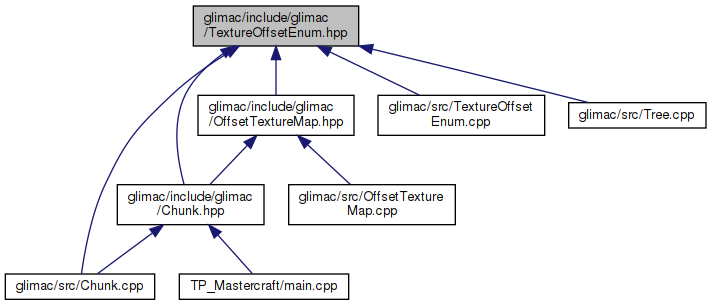 glimac/include/glimac
/TextureOffsetEnum.hpp
glimac/include/glimac
/OffsetTextureMap.hpp
glimac/src/TextureOffset
Enum.cpp
glimac/src/Tree.cpp
glimac/include/glimac
/Chunk.hpp
glimac/src/OffsetTexture
Map.cpp
glimac/src/Chunk.cpp
TP_Mastercraft/main.cpp